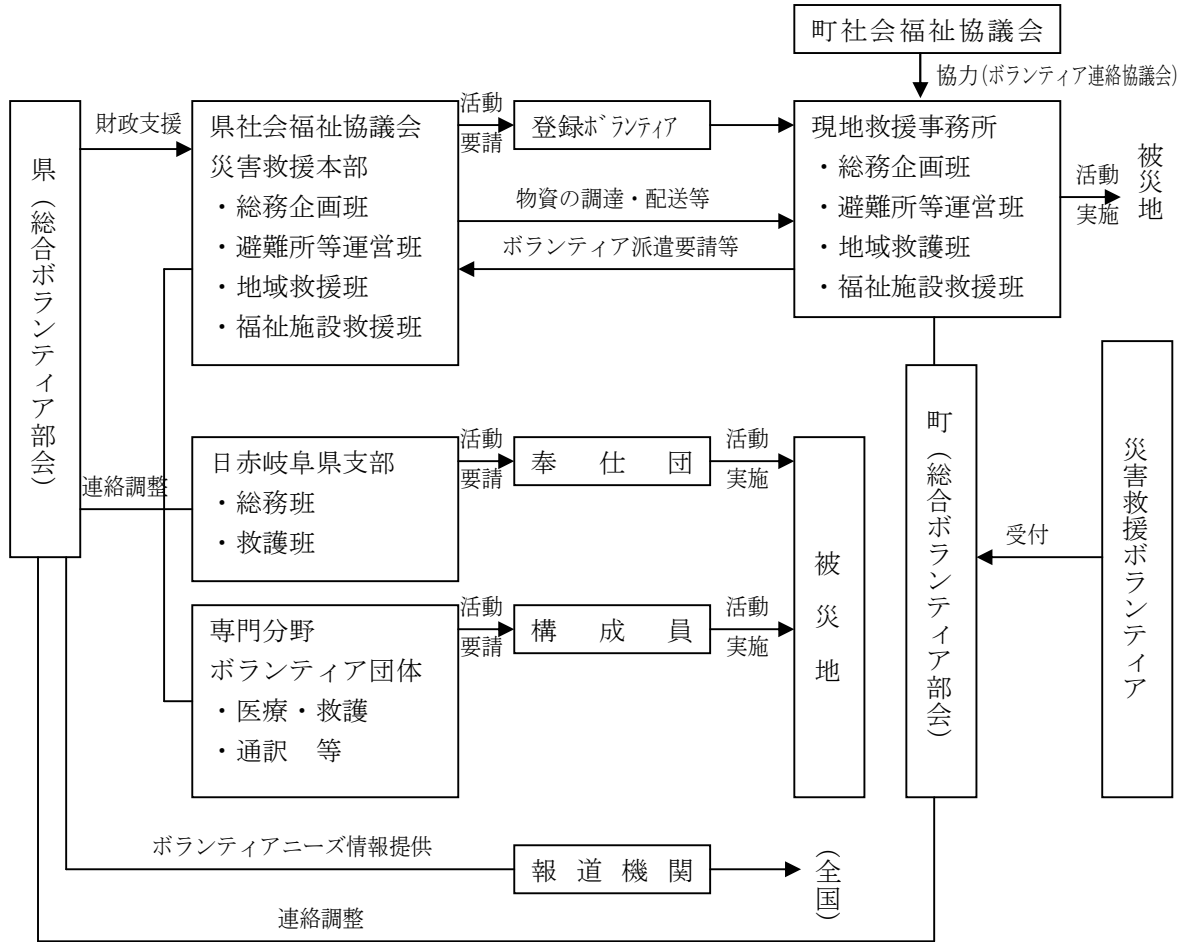 町社会福祉協議会
協力(ボランティア連絡協議会)
県(総合ボランティア部会)
財政支援
県社会福祉協議会
災害救援本部
・総務企画班
・避難所等運営班
・地域救援班
・福祉施設救援班
活動
要請
登録ボランティア
物資の調達・配送等
ボランティア派遣要請等
現地救援事務所
・総務企画班
・避難所等運営班
・地域救護班
・福祉施設救援班
活動
実施
被災地
連絡調整
日赤岐阜県支部
・総務班
・救護班
活動
要請
奉仕団
活動
実施
専門分野
ボランティア団体
・医療・救護
・通訳 等
活動
要請
構成員
活動
実施
被災地
町(総合ボランティア部会)
受付
災害救援ボランティア
ボランティアニーズ情報提供
報道機関
(全国)
連絡調整